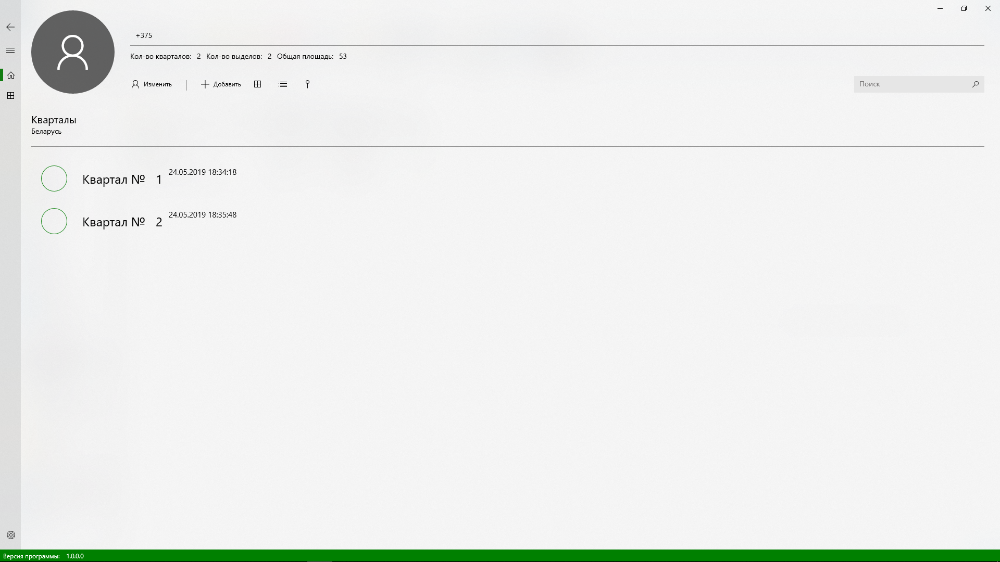 +375
Кол-во кварталов: 2 Кол-во выделов: 2 Общая площадь: 53
Изменить Добавить Поиск
Кварталы
Беларусь
Квартал № 1 24.05.2019 18:34:18
Квартал № 2 24.05.2019 18:35:48
Версия программы: 1.0.0.0